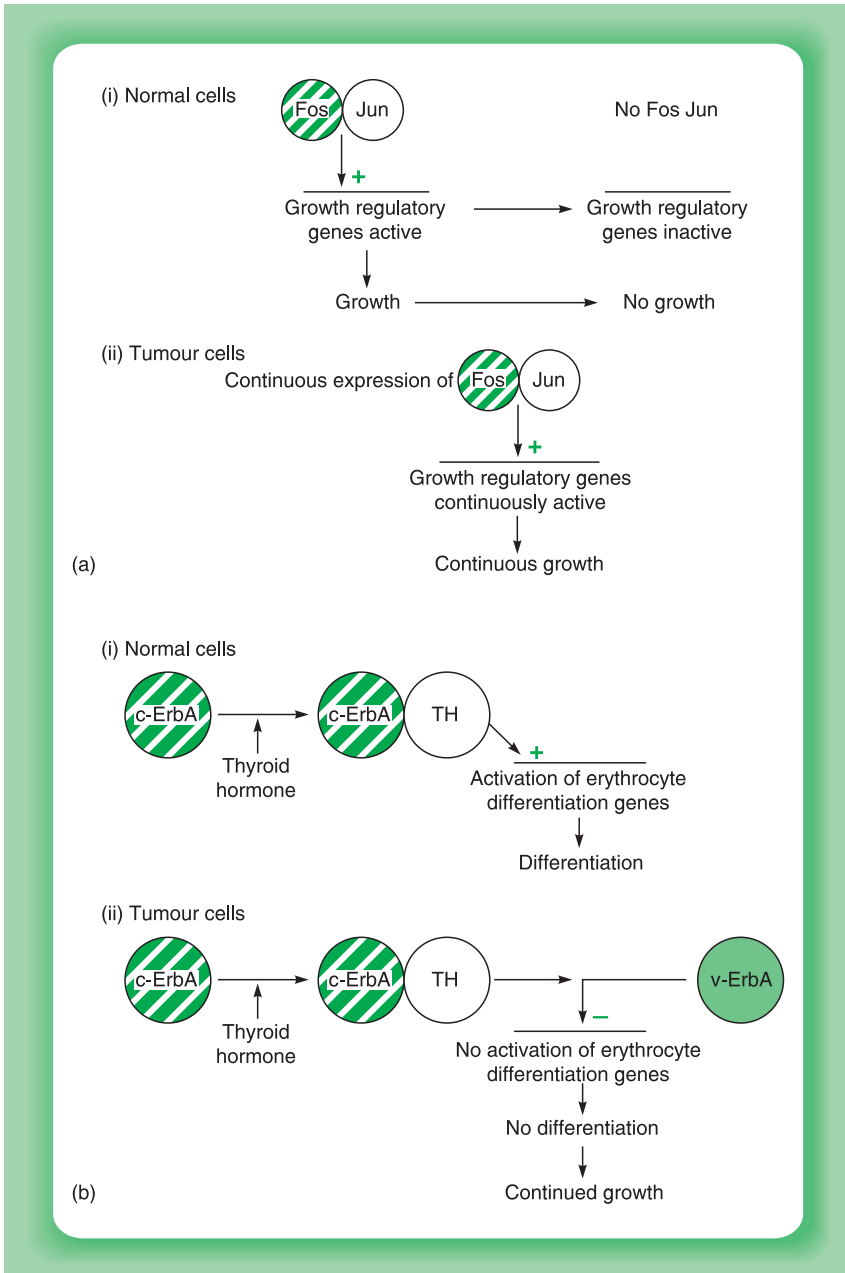 (i) Normal cells
Fos Jun
No Fos Jun
+
Growth regulatory
genes active
Growth regulatory
genes inactive
Growth
No growth
(ii) Tumour cells
Continuous expression of Fos Jun
+
Growth regulatory genes
continuously active
Continuous growth
(a)
(i) Normal cells
c-ErbA
c-ErbA
TH
Thyroid
hormone
+
Activation of erythrocyte
differentiation genes
Differentiation
(ii) Tumour cells
c-ErbA
c-ErbA
TH
v-ErbA
Thyroid
hormone
–
No activation of erythrocyte
differentiation genes
No differentiation
Continued growth
(b)